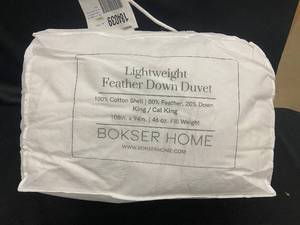 184039
Lightweight
Feather Down Duvet
100% Cotton Shell | 80% Feather, 20% Down
King / Cal King
108in. x 94in. | 46 oz. Fill Weight
BOKSER HOME
WWW.BOKSERHOME.COM